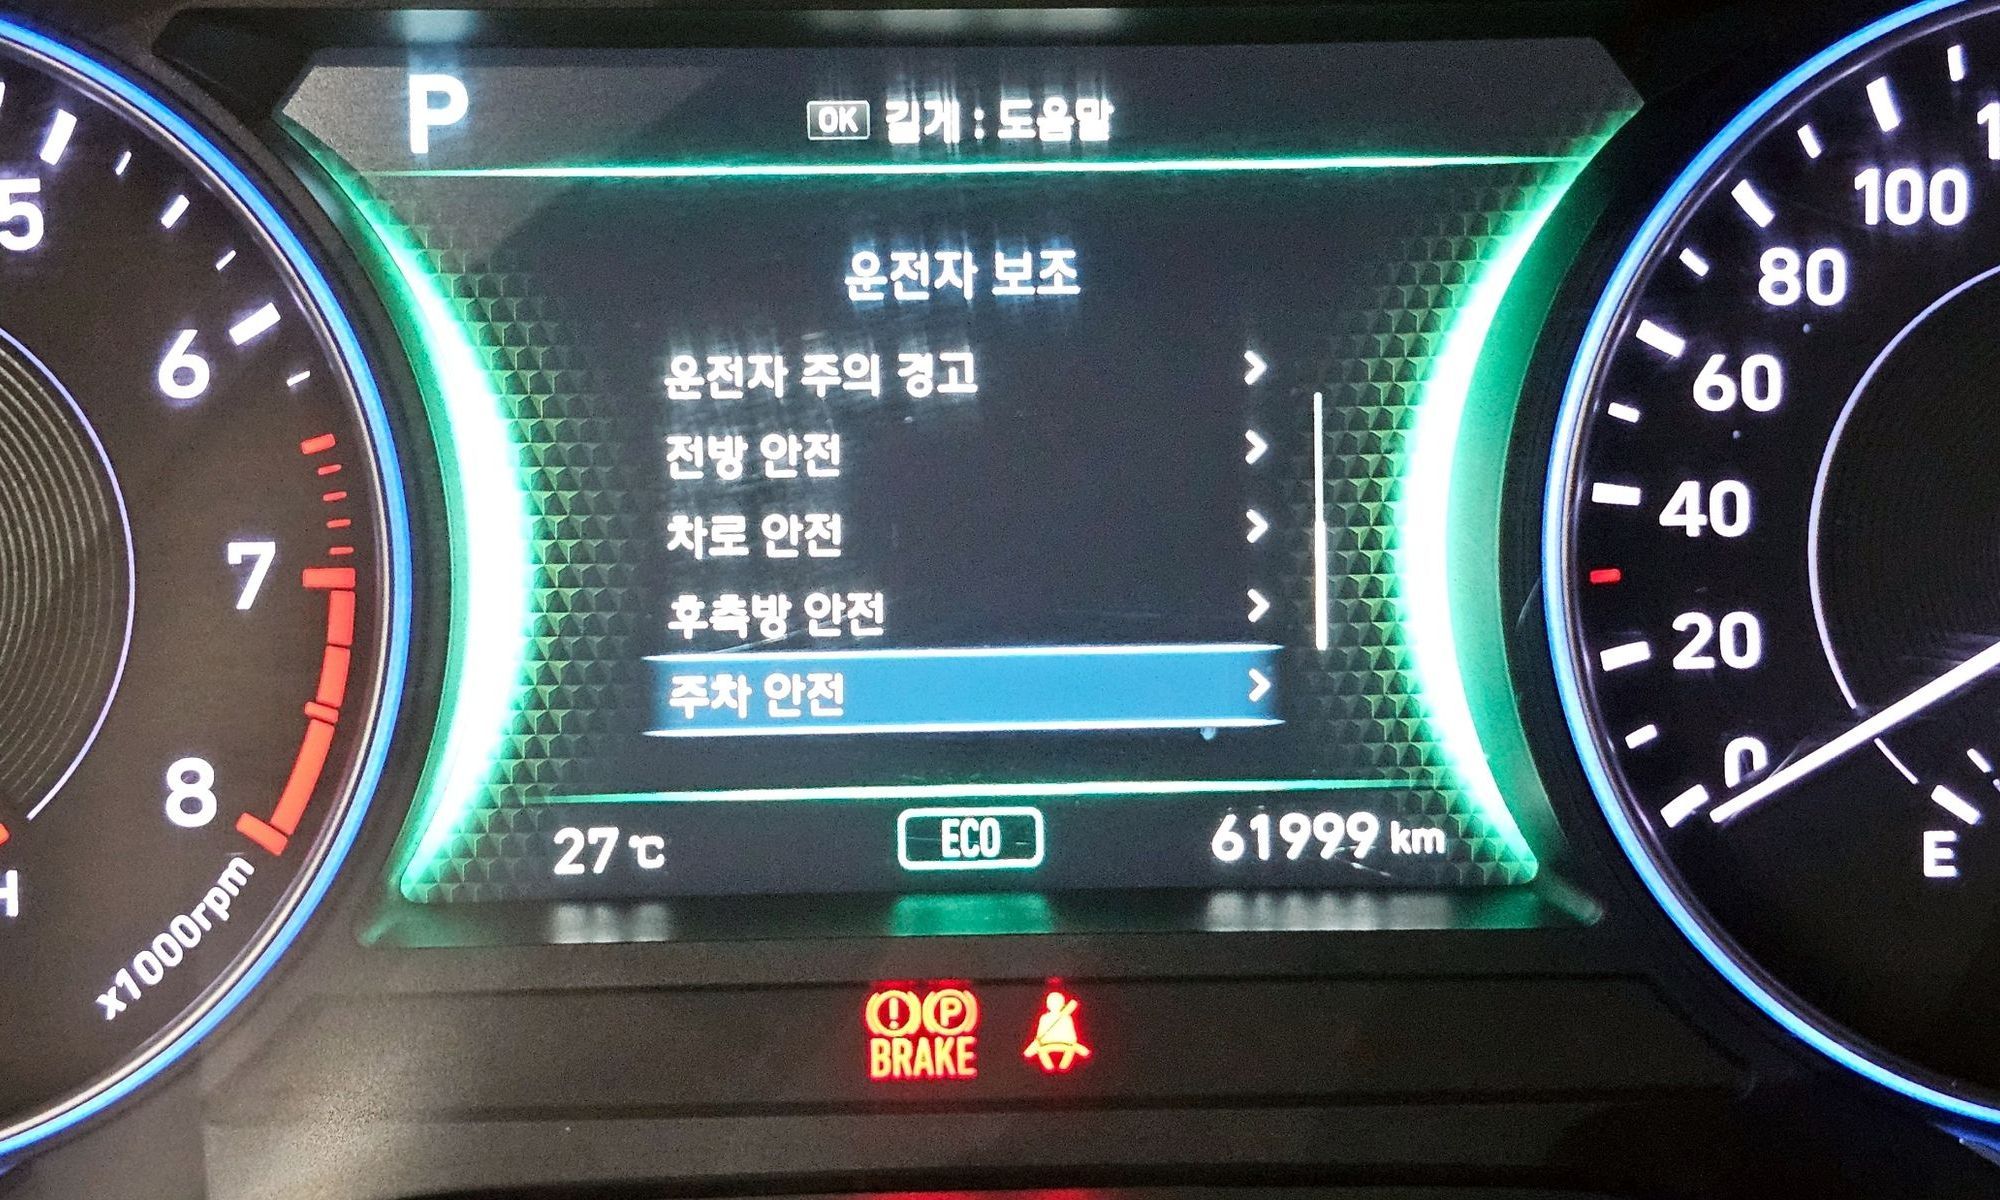 P
OK 길게 : 도움말
운전자 보조
운전자 주의 경고
전방 안전
차로 안전
후측방 안전
주차 안전
27 ℃
ECO
61999 km
5
6
7
8
H
x1000rpm
100
80
60
40
20
0
E
P
BRAKE